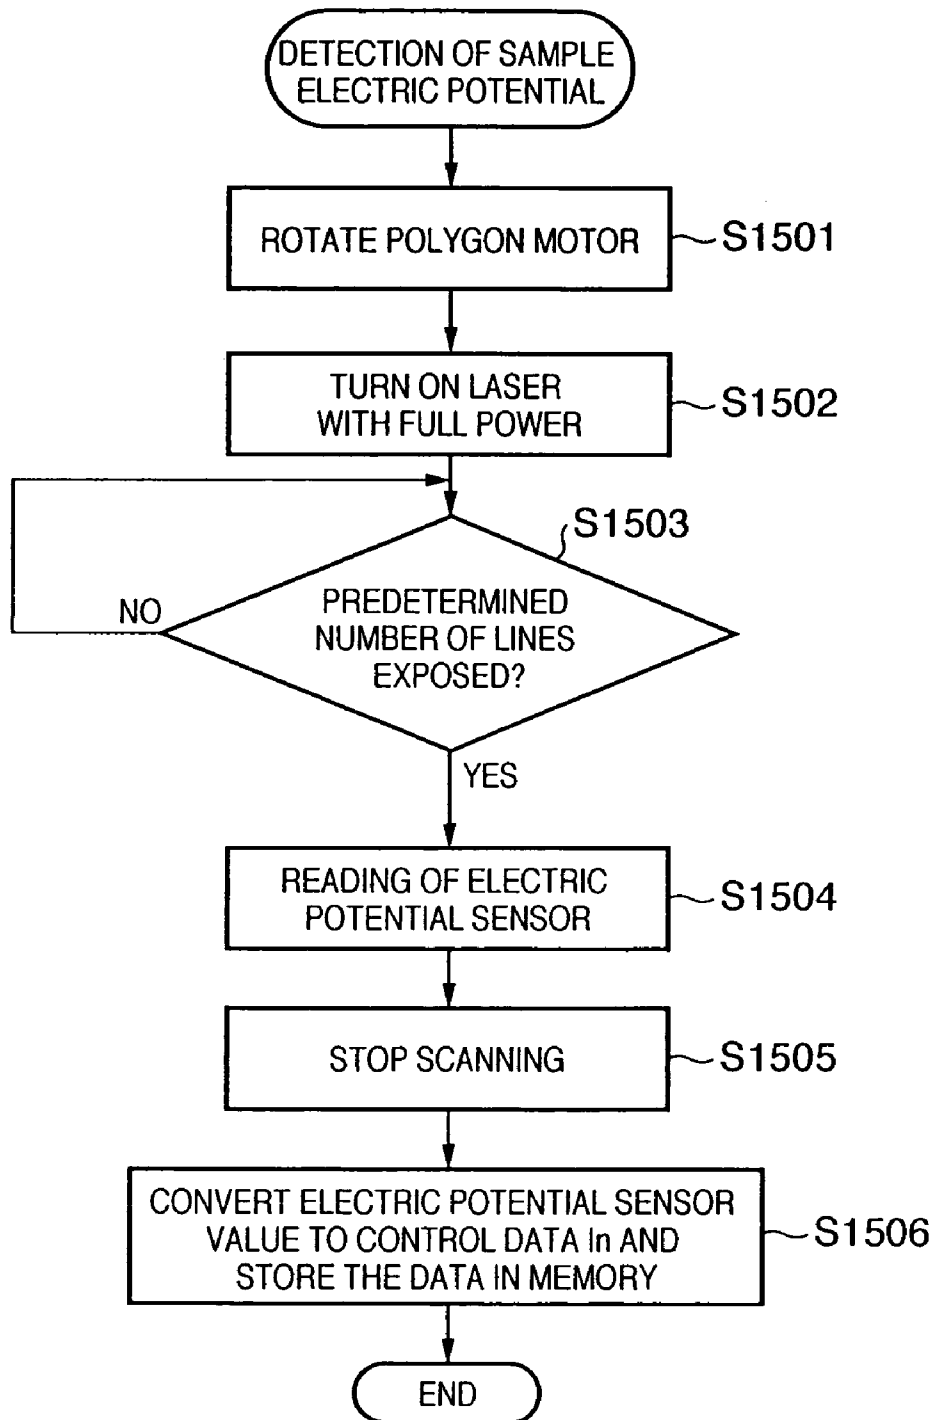 DETECTION OF SAMPLE
ELECTRIC POTENTIAL
ROTATE POLYGON MOTOR
S1501
TURN ON LASER
WITH FULL POWER
S1502
S1503
NO
PREDETERMINED
NUMBER OF LINES
EXPOSED?
YES
READING OF ELECTRIC
POTENTIAL SENSOR
S1504
STOP SCANNING
S1505
CONVERT ELECTRIC POTENTIAL SENSOR
VALUE TO CONTROL DATA In AND
STORE THE DATA IN MEMORY
S1506
END